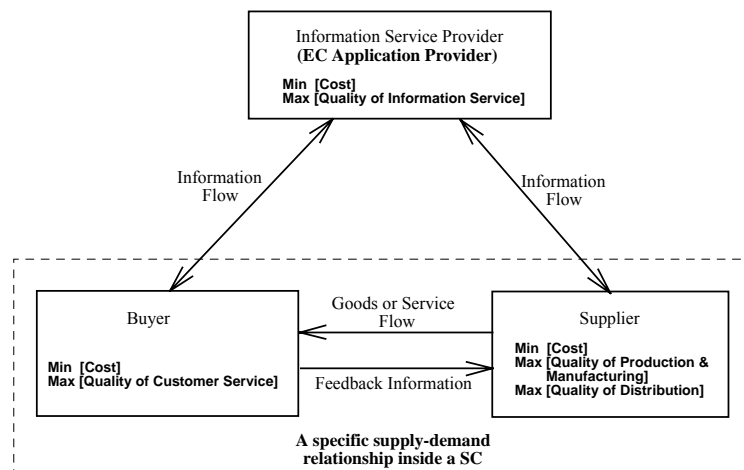 Information Service Provider
(EC Application Provider)
Min [Cost]
Max [Quality of Information Service]
Information
Flow
Information
Flow
Buyer
Min [Cost]
Max [Quality of Customer Service]
Goods or Service
Flow
Feedback Information
Supplier
Min [Cost]
Max [Quality of Production &
Manufacturing]
Max [Quality of Distribution]
A specific supply-demand
relationship inside a SC